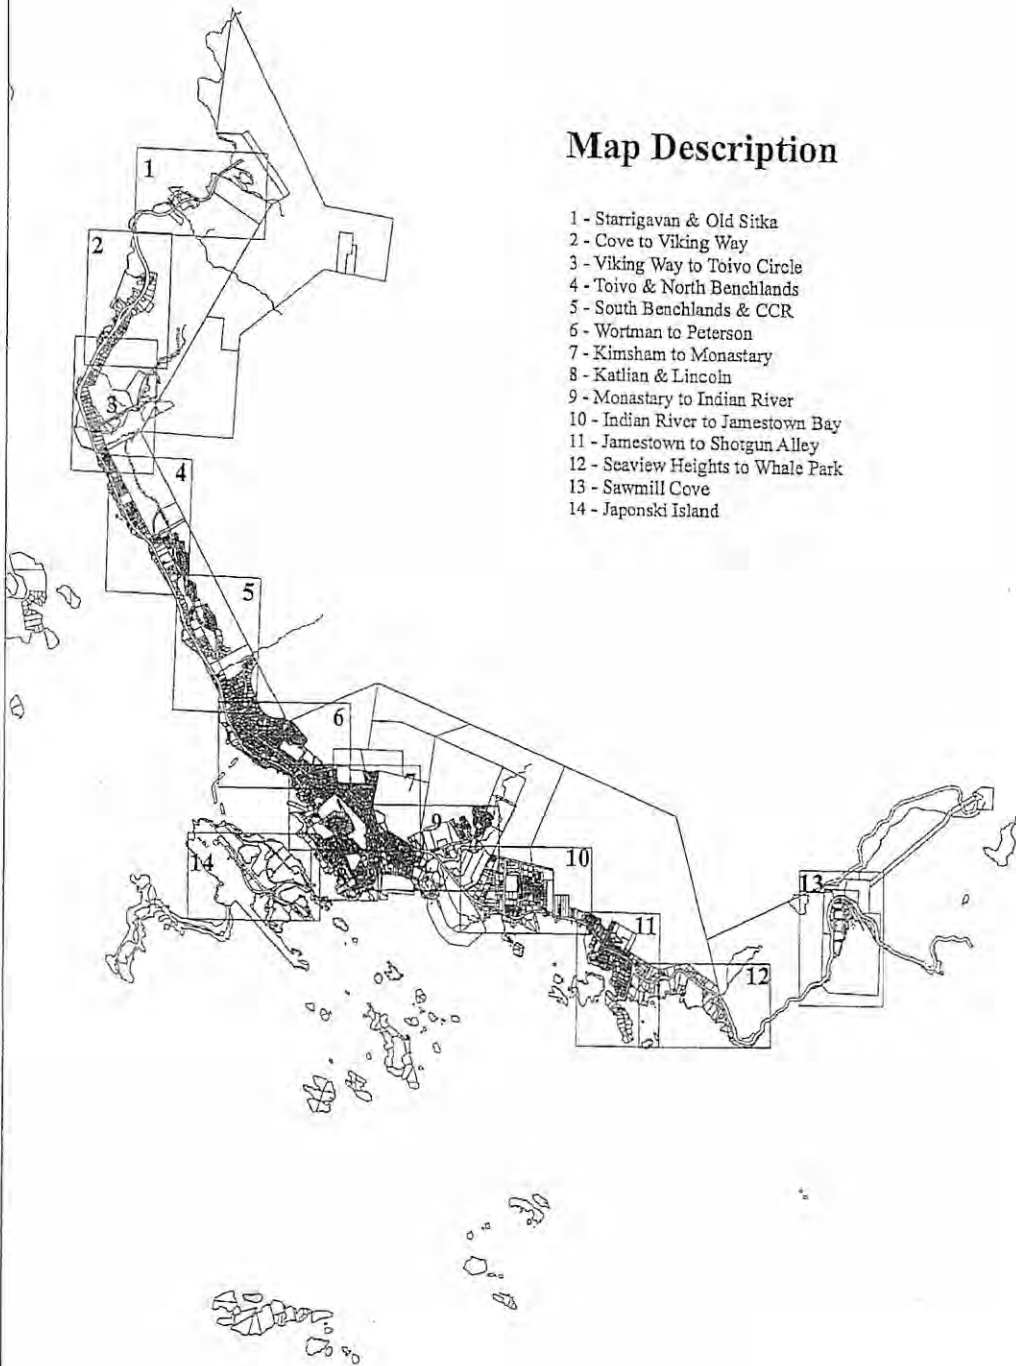 Map Description
1 - Starrigavan & Old Sitka
2 - Cove to Viking Way
3 - Viking Way to Toivo Circle
4 - Toivo & North Benchlands
5 - South Benchlands & CCR
6 - Wortman to Peterson
7 - Kimsham to Monastary
8 - Katlian & Lincoln
9 - Monastary to Indian River
10 - Indian River to Jamestown Bay
11 - Jamestown to Shotgun Alley
12 - Seaview Heights to Whale Park
13 - Sawmill Cove
14 - Japonski Island
1
2
3
4
5
6
7
9
10
14
13
11
12